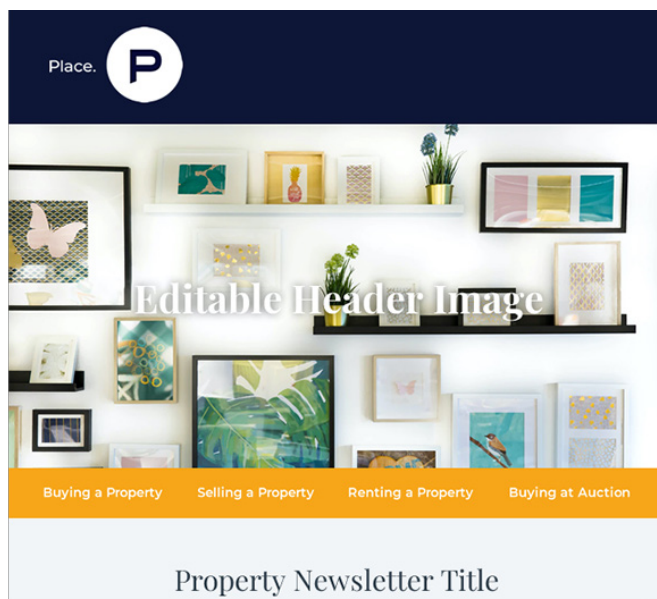 Place. P
Editable Header Image
Buying a Property Selling a Property Renting a Property Buying at Auction
Property Newsletter Title